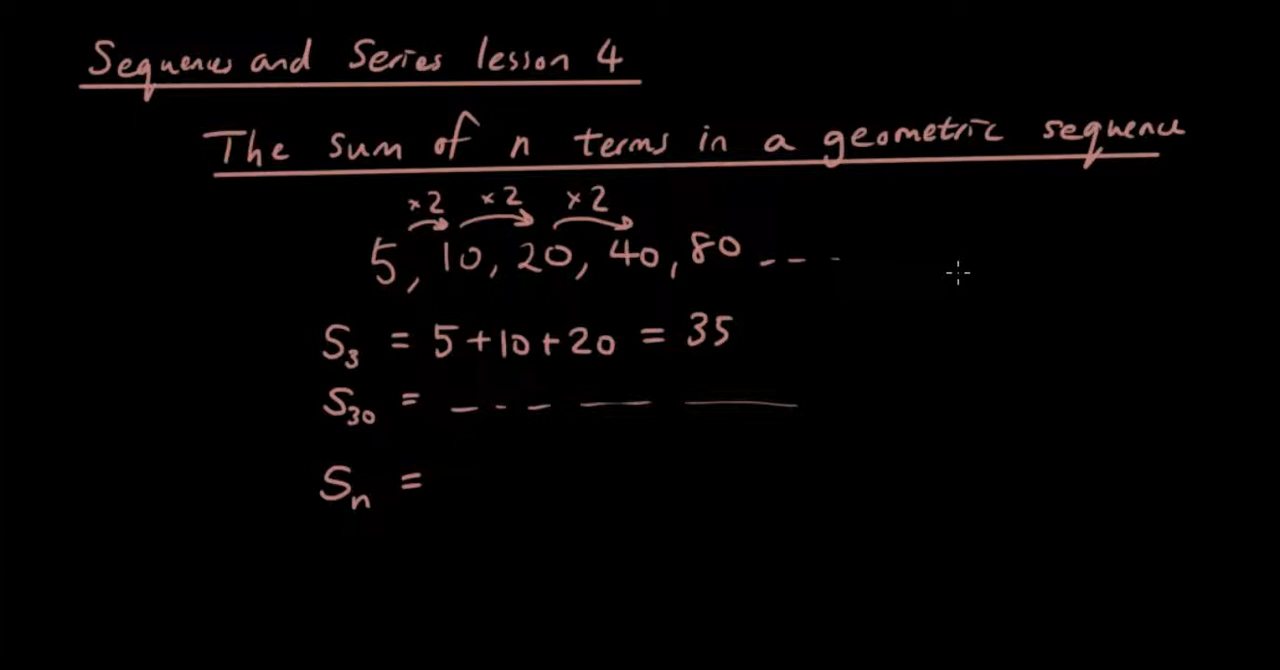 Sequences and Series lesson 4
The sum of n terms in a geometric sequence
×2 ×2 ×2
5, 10, 20, 40, 80 ---
S₃ = 5+10+20 = 35
S₃₀ = --- — —
Sₙ =